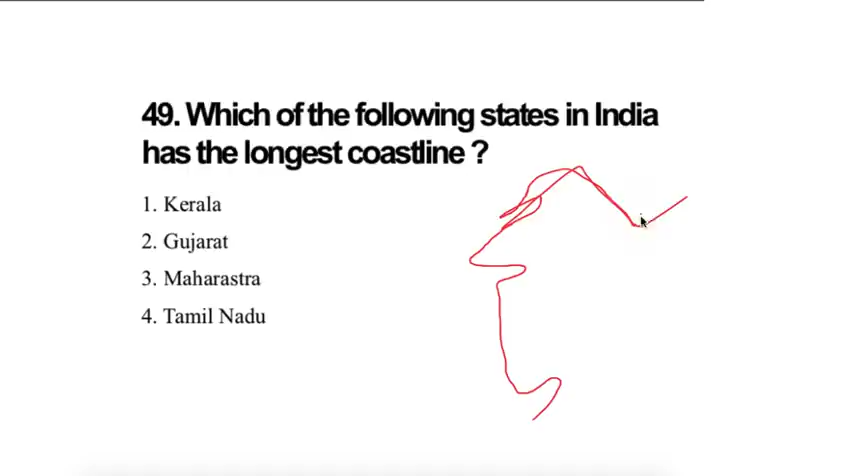 49. Which of the following states in India
has the longest coastline ?
1. Kerala
2. Gujarat
3. Maharastra
4. Tamil Nadu